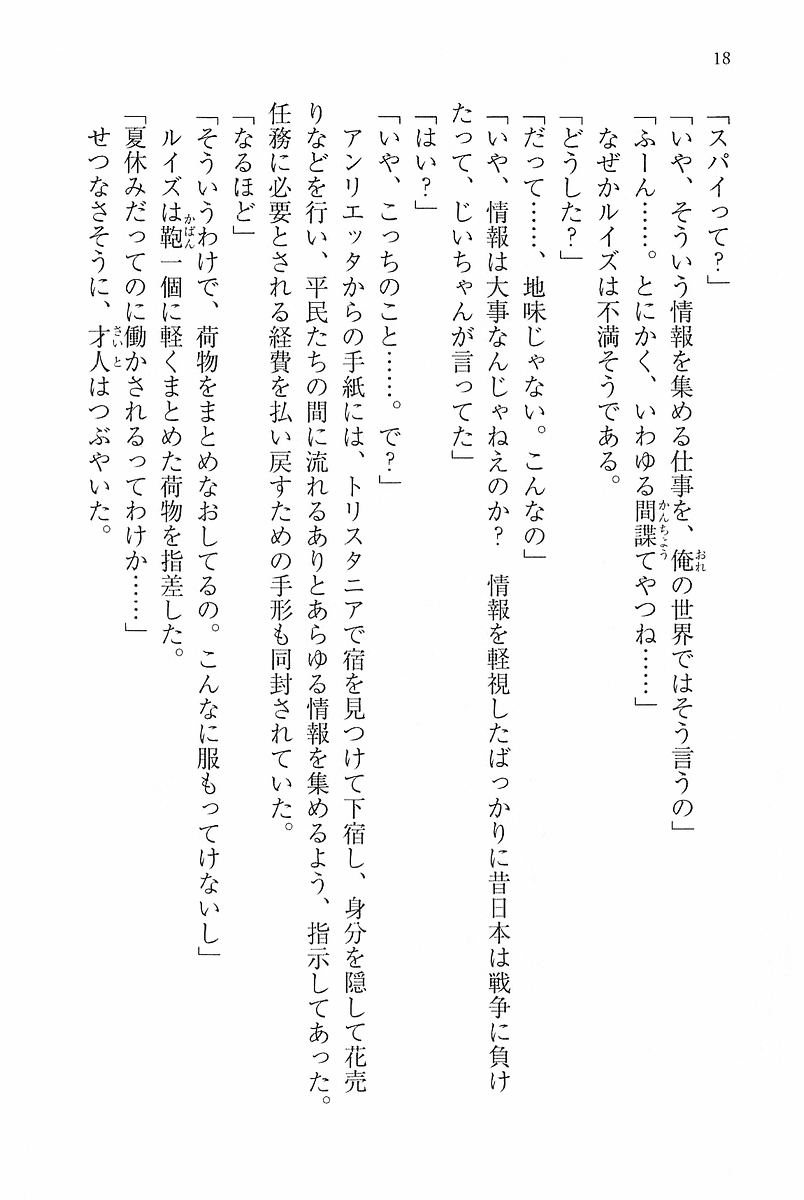 18
「スパイって？」
「いや、そういう情報を集める仕事を、俺の世界ではそう言うの」
「ふーん……。とにかく、いわゆる間諜てやつね……」
なぜかルイズは不満そうである。
「どうした？」
「だって……、地味じゃない。こんなの」
「いや、情報は大事なんじゃねえのか？　情報を軽視したばっかりに昔日本は戦争に負け
たって、じいちゃんが言ってた」
「はい？」
「いや、こっちのこと……。で？」
アンリエッタからの手紙には、トリスタニアで宿を見つけて下宿し、身分を隠して花売
りなどを行い、平民たちの間に流れるありとあらゆる情報を集めるよう、指示してあった。
任務に必要とされる経費を払い戻すための手形も同封されていた。
「なるほど」
「そういうわけで、荷物をまとめなおしてるの。こんなに服もってけないし」
ルイズは鞄一個に軽くまとめた荷物を指差した。
「夏休みだってのに働かされるってわけか……」
せつなさそうに、才人はつぶやいた。